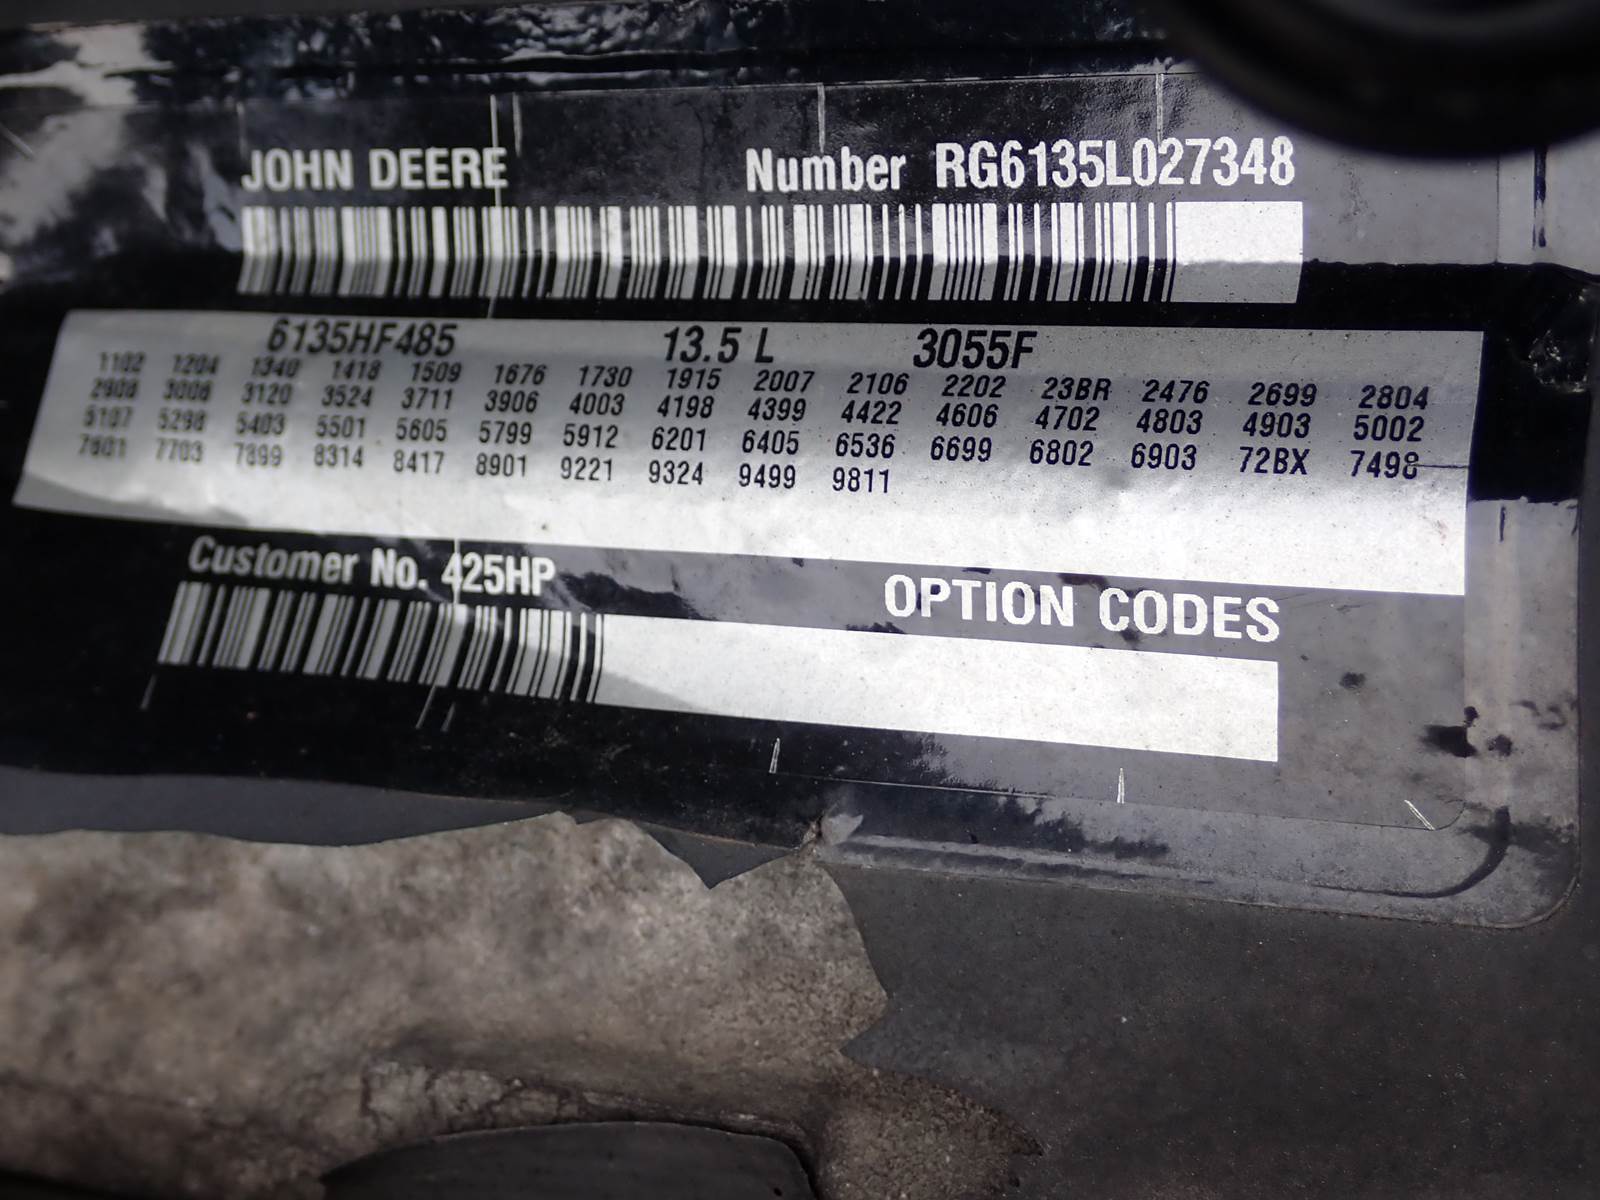 JOHN DEERE Number RG6135L027348
6135HF485 13.5 L 3055F
1102 1204 1340 1418 1509 1676 1730 1915 2007 2106 2202 23BR 2476 2699 2804
2908 3006 3120 3524 3711 3906 4003 4198 4399 4422 4606 4702 4803 4903 5002
5107 5298 5403 5501 5605 5799 5912 6201 6405 6536 6699 6802 6903 72BX 7498
7601 7703 7899 8314 8417 8901 9221 9324 9499 9811
Customer No. 425HP
OPTION CODES